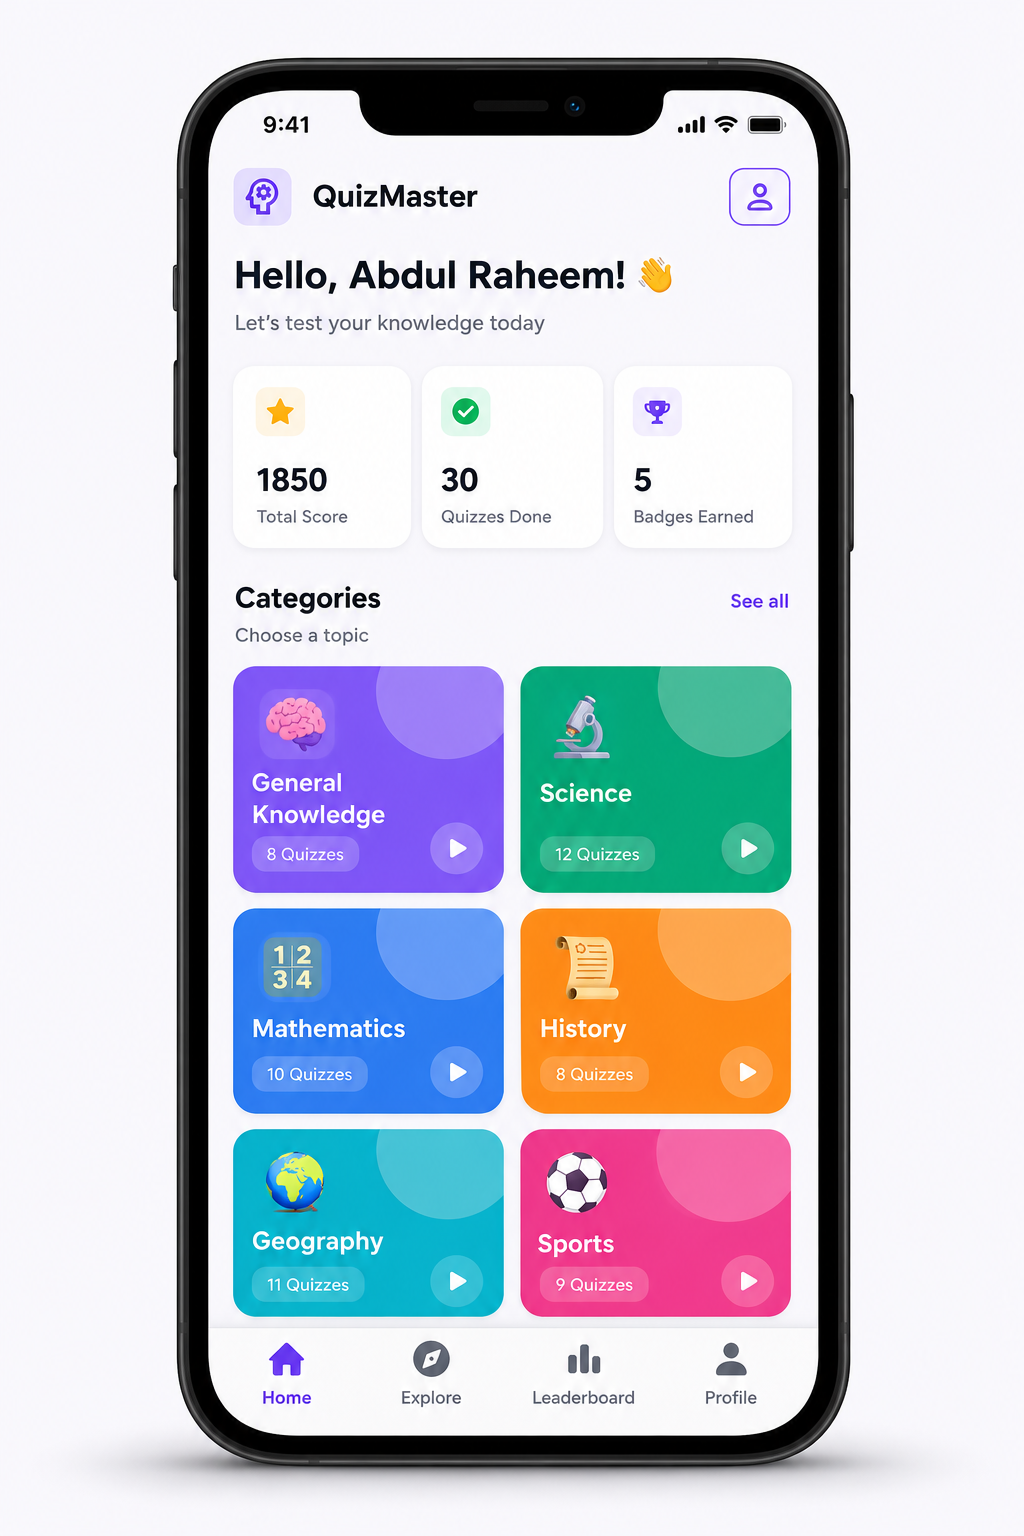 9:41
QuizMaster
Hello, Abdul Raheem! 👋
Let's test your knowledge today
1850
Total Score
30
Quizzes Done
5
Badges Earned
Categories
See all
Choose a topic
General
Knowledge
8 Quizzes
Science
12 Quizzes
1 2
3 4
Mathematics
10 Quizzes
History
8 Quizzes
Geography
11 Quizzes
Sports
9 Quizzes
Home
Explore
Leaderboard
Profile